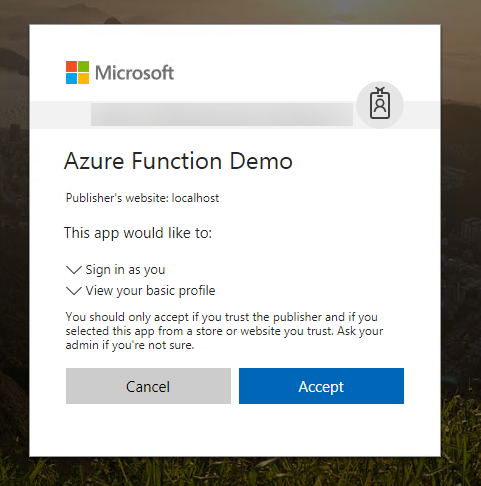 Microsoft
Azure Function Demo
Publisher's website: localhost
This app would like to:
Sign in as you
View your basic profile
You should only accept if you trust the publisher and if you
selected this app from a store or website you trust. Ask your
admin if you're not sure.
Cancel
Accept